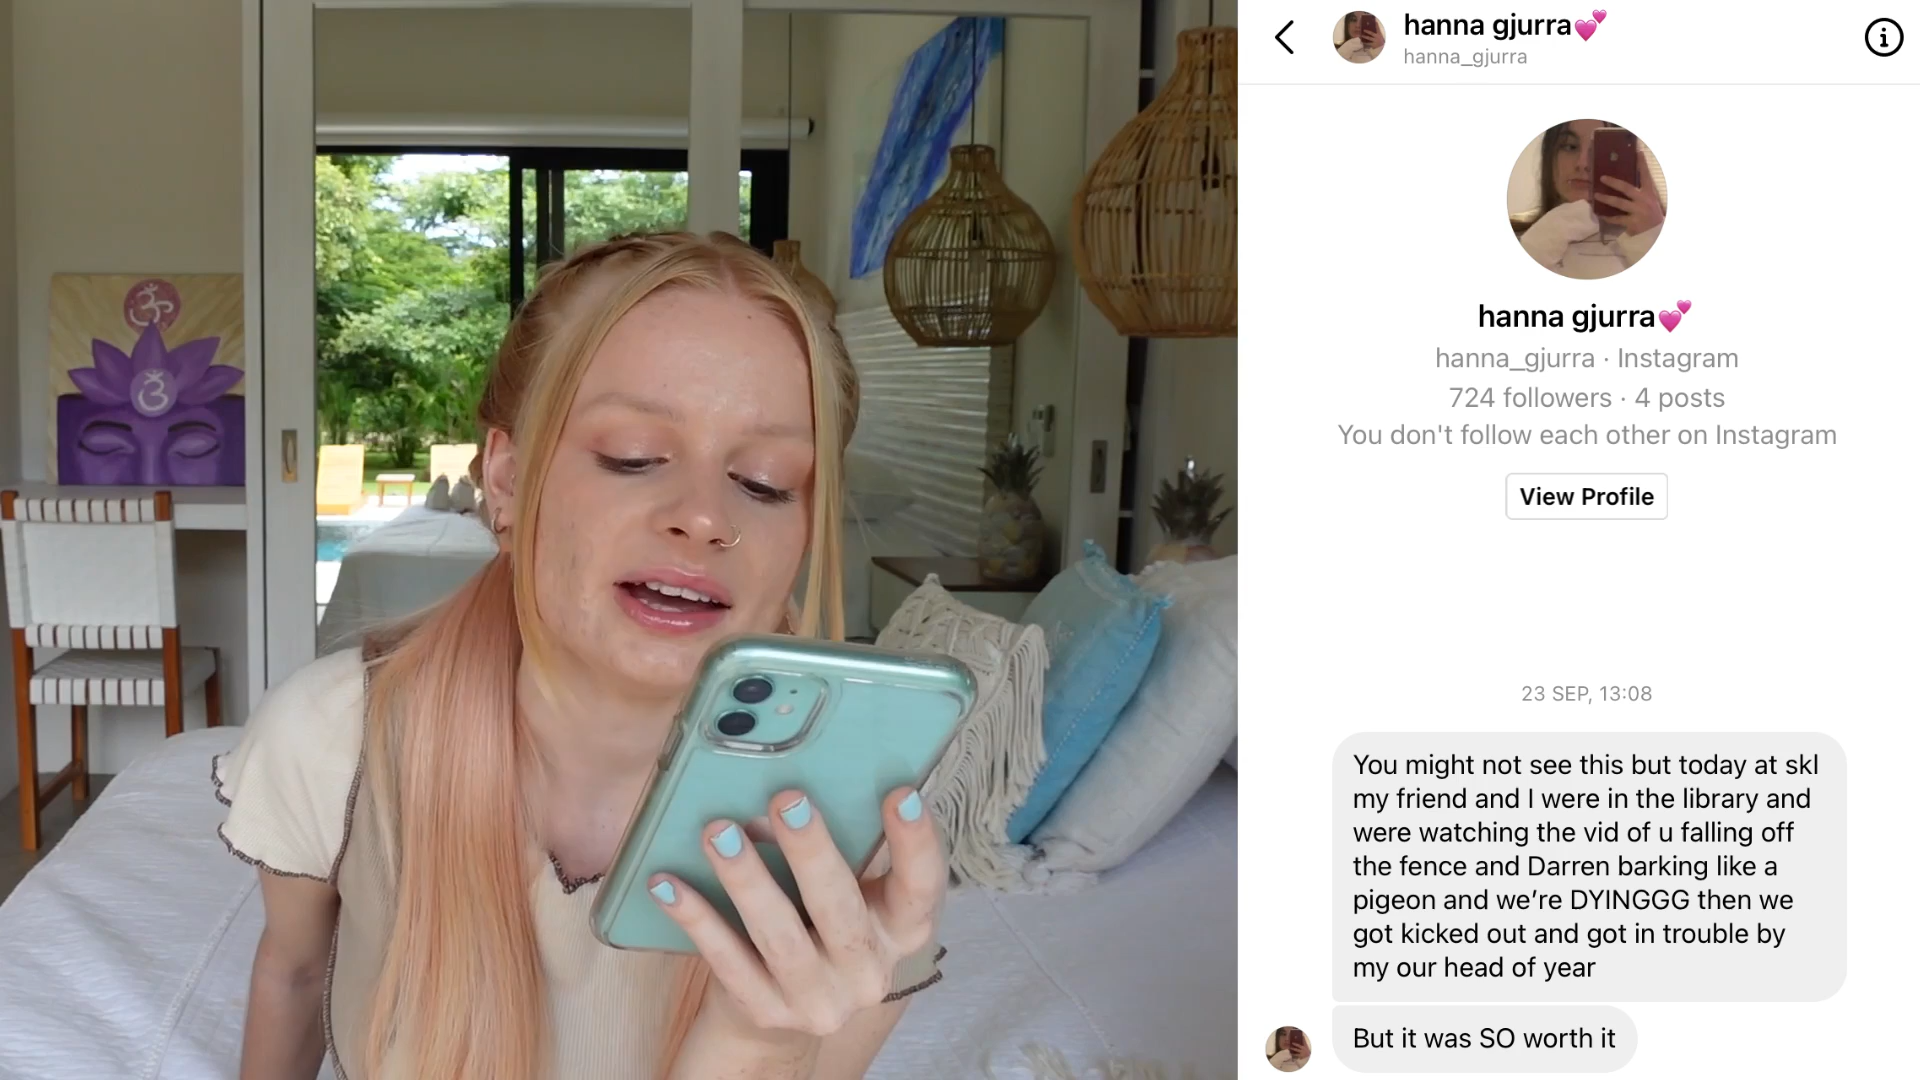 hanna gjurra💕
hanna_gjurra
hanna gjurra💕
hanna_gjurra · Instagram
724 followers · 4 posts
You don't follow each other on Instagram
View Profile
23 SEP, 13:08
You might not see this but today at skl
my friend and I were in the library and
were watching the vid of u falling off
the fence and Darren barking like a
pigeon and we’re DYINGGG then we
got kicked out and got in trouble by
my our head of year
But it was SO worth it
ॐ
ॐ